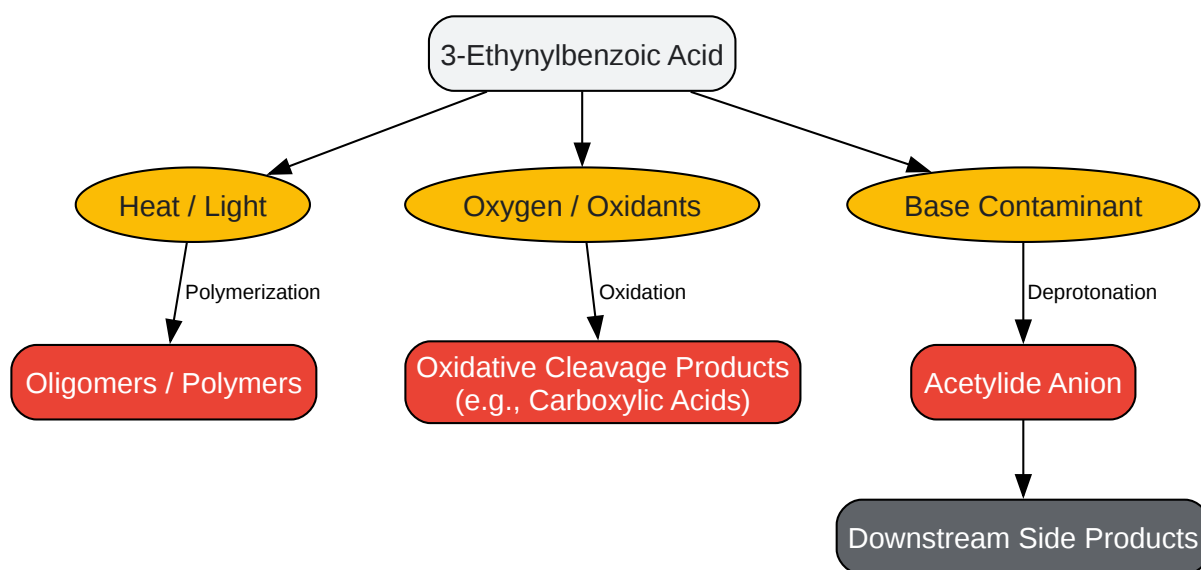 3-Ethynylbenzoic Acid
Heat / Light
Oxygen / Oxidants
Base Contaminant
Polymerization
Oxidation
Deprotonation
Oligomers / Polymers
Oxidative Cleavage Products
(e.g., Carboxylic Acids)
Acetylide Anion
Downstream Side Products